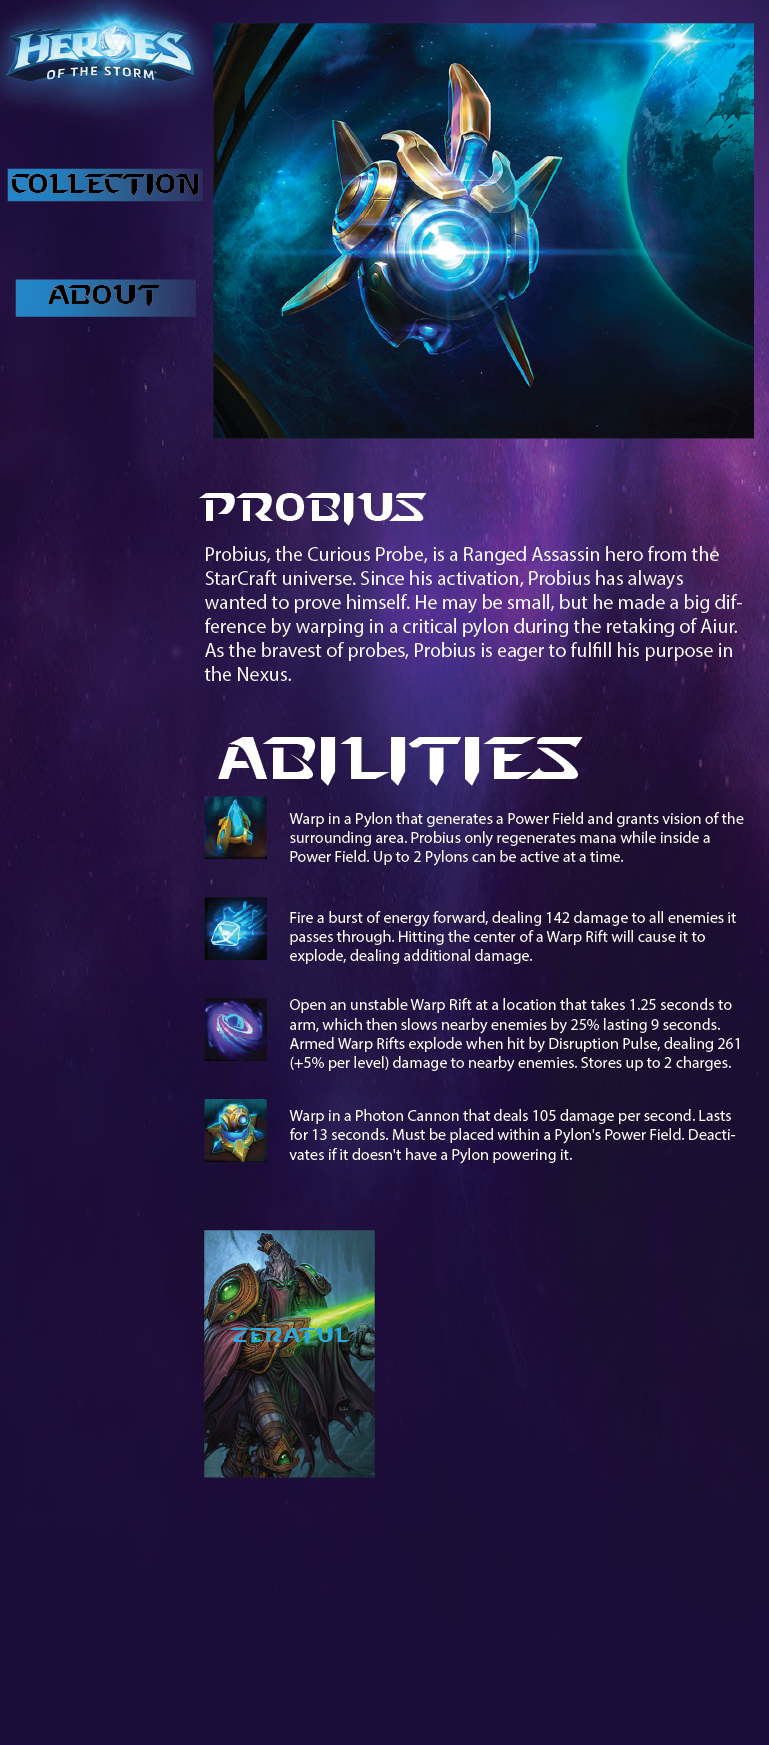 HEROES
OF THE STORM
COLLECTION
ABOUT
PROBIUS
Probius, the Curious Probe, is a Ranged Assassin hero from the
StarCraft universe. Since his activation, Probius has always
wanted to prove himself. He may be small, but he made a big dif-
ference by warping in a critical pylon during the retaking of Aiur.
As the bravest of probes, Probius is eager to fulfill his purpose in
the Nexus.
ABILITIES
Warp in a Pylon that generates a Power Field and grants vision of the
surrounding area. Probius only regenerates mana while inside a
Power Field. Up to 2 Pylons can be active at a time.
Fire a burst of energy forward, dealing 142 damage to all enemies it
passes through. Hitting the center of a Warp Rift will cause it to
explode, dealing additional damage.
Open an unstable Warp Rift at a location that takes 1.25 seconds to
arm, which then slows nearby enemies by 25% lasting 9 seconds.
Armed Warp Rifts explode when hit by Disruption Pulse, dealing 261
(+5% per level) damage to nearby enemies. Stores up to 2 charges.
Warp in a Photon Cannon that deals 105 damage per second. Lasts
for 13 seconds. Must be placed within a Pylon's Power Field. Deacti-
vates if it doesn't have a Pylon powering it.
ZERATUL